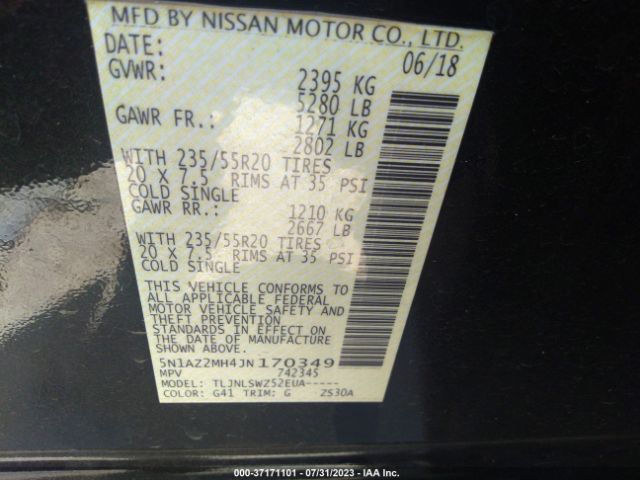 MFD BY NISSAN MOTOR CO., LTD.
DATE: 06/18
GVWR: 2395 KG
5280 LB
GAWR FR.: 1271 KG
2802 LB
WITH 235/55R20 TIRES
20 X 7.5 RIMS AT 35 PSI
COLD SINGLE
GAWR RR.: 1210 KG
2667 LB
WITH 235/55R20 TIRES
20 X 7.5 RIMS AT 35 PSI
COLD SINGLE
THIS VEHICLE CONFORMS TO
ALL APPLICABLE FEDERAL
MOTOR VEHICLE SAFETY AND
THEFT PREVENTION
STANDARDS IN EFFECT ON
THE DATE OF MANUFACTURE
SHOWN ABOVE.
5N1AZ2MH4JN170349
MPV 742345
MODEL: TLJNLSWZ52EUA-----
COLOR: G41 TRIM: G ZS30A
000-37171101 - 07/31/2023 - IAA Inc.